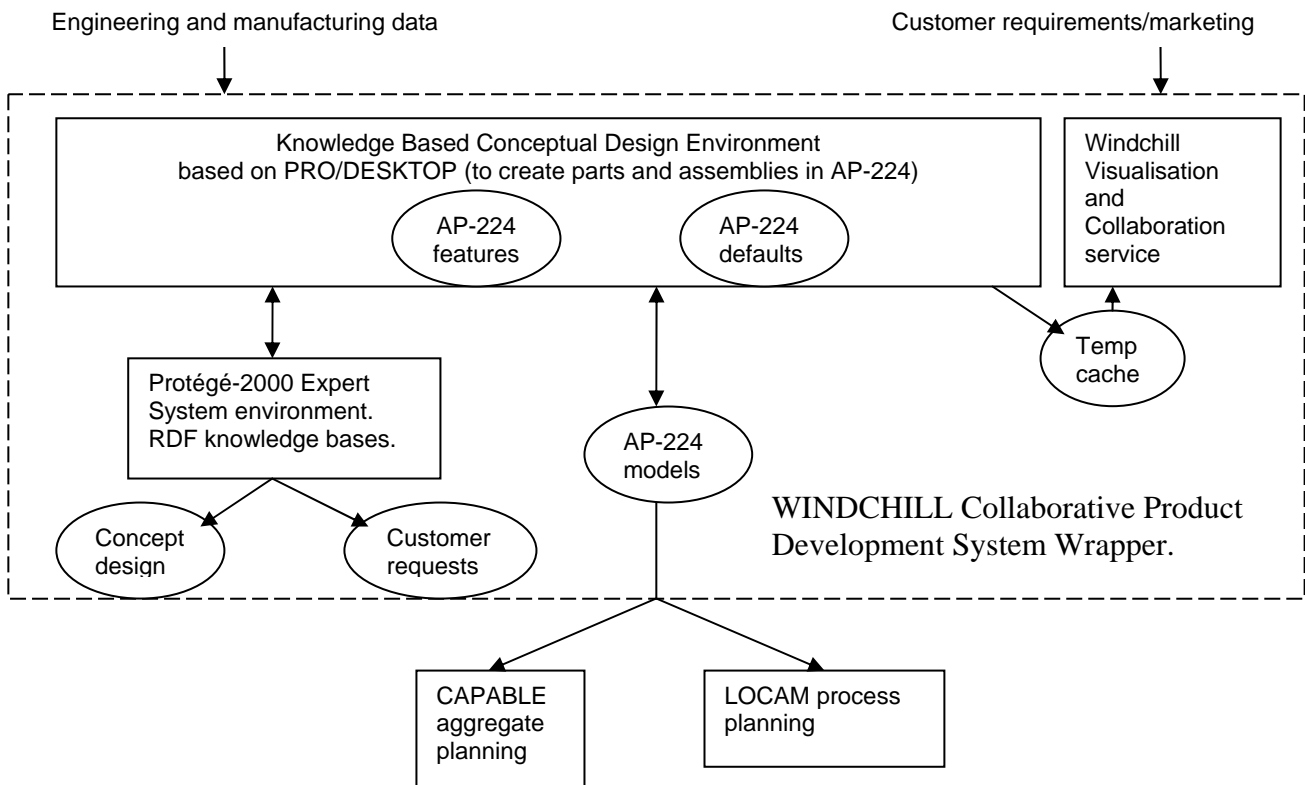 Engineering and manufacturing data
Customer requirements/marketing
Knowledge Based Conceptual Design Environment
based on PRO/DESKTOP (to create parts and assemblies in AP-224)
AP-224
features
AP-224
defaults
Windchill
Visualisation
and
Collaboration
service
Temp
cache
Protégé-2000 Expert
System environment.
RDF knowledge bases.
AP-224
models
Concept
design
Customer
requests
WINDCHILL Collaborative Product
Development System Wrapper.
CAPABLE
aggregate
planning
LOCAM process
planning